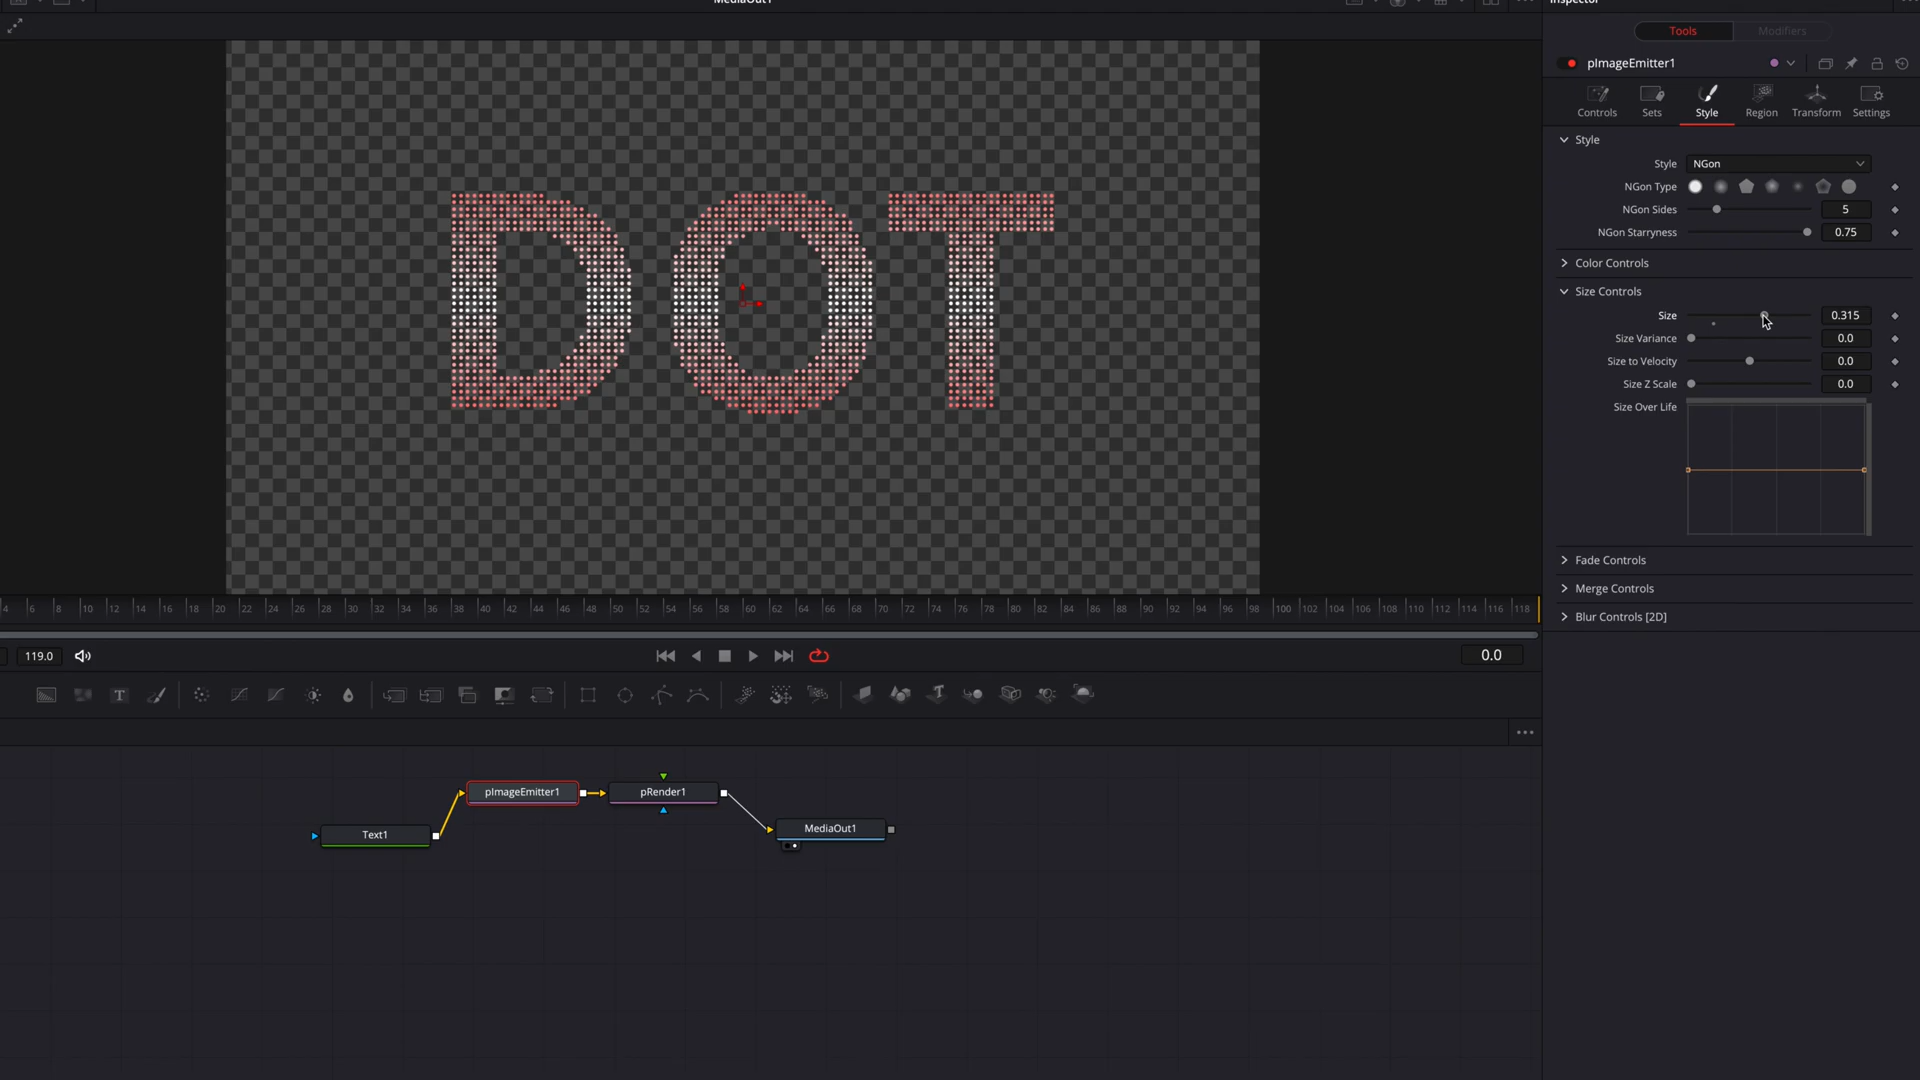 MediaOut1
Inspector
Tools
Modifiers
pImageEmitter1
Controls
Sets
Style
Region
Transform
Settings
Style
Style
NGon
NGon Type
NGon Sides
5
NGon Starryness
0.75
Color Controls
Size Controls
Size
0.315
Size Variance
0.0
Size to Velocity
0.0
Size Z Scale
0.0
Size Over Life
Fade Controls
Merge Controls
Blur Controls [2D]
DOT
4 6 8 10 12 14 16 18 20 22 24 26 28 30 32 34 36 38 40 42 44 46 48 50 52 54 56 58 60 62 64 66 68 70 72 74 76 78 80 82 84 86 88 90 92 94 96 98 100 102 104 106 108 110 112 114 116 118
119.0
0.0
T
pImageEmitter1
pRender1
Text1
MediaOut1